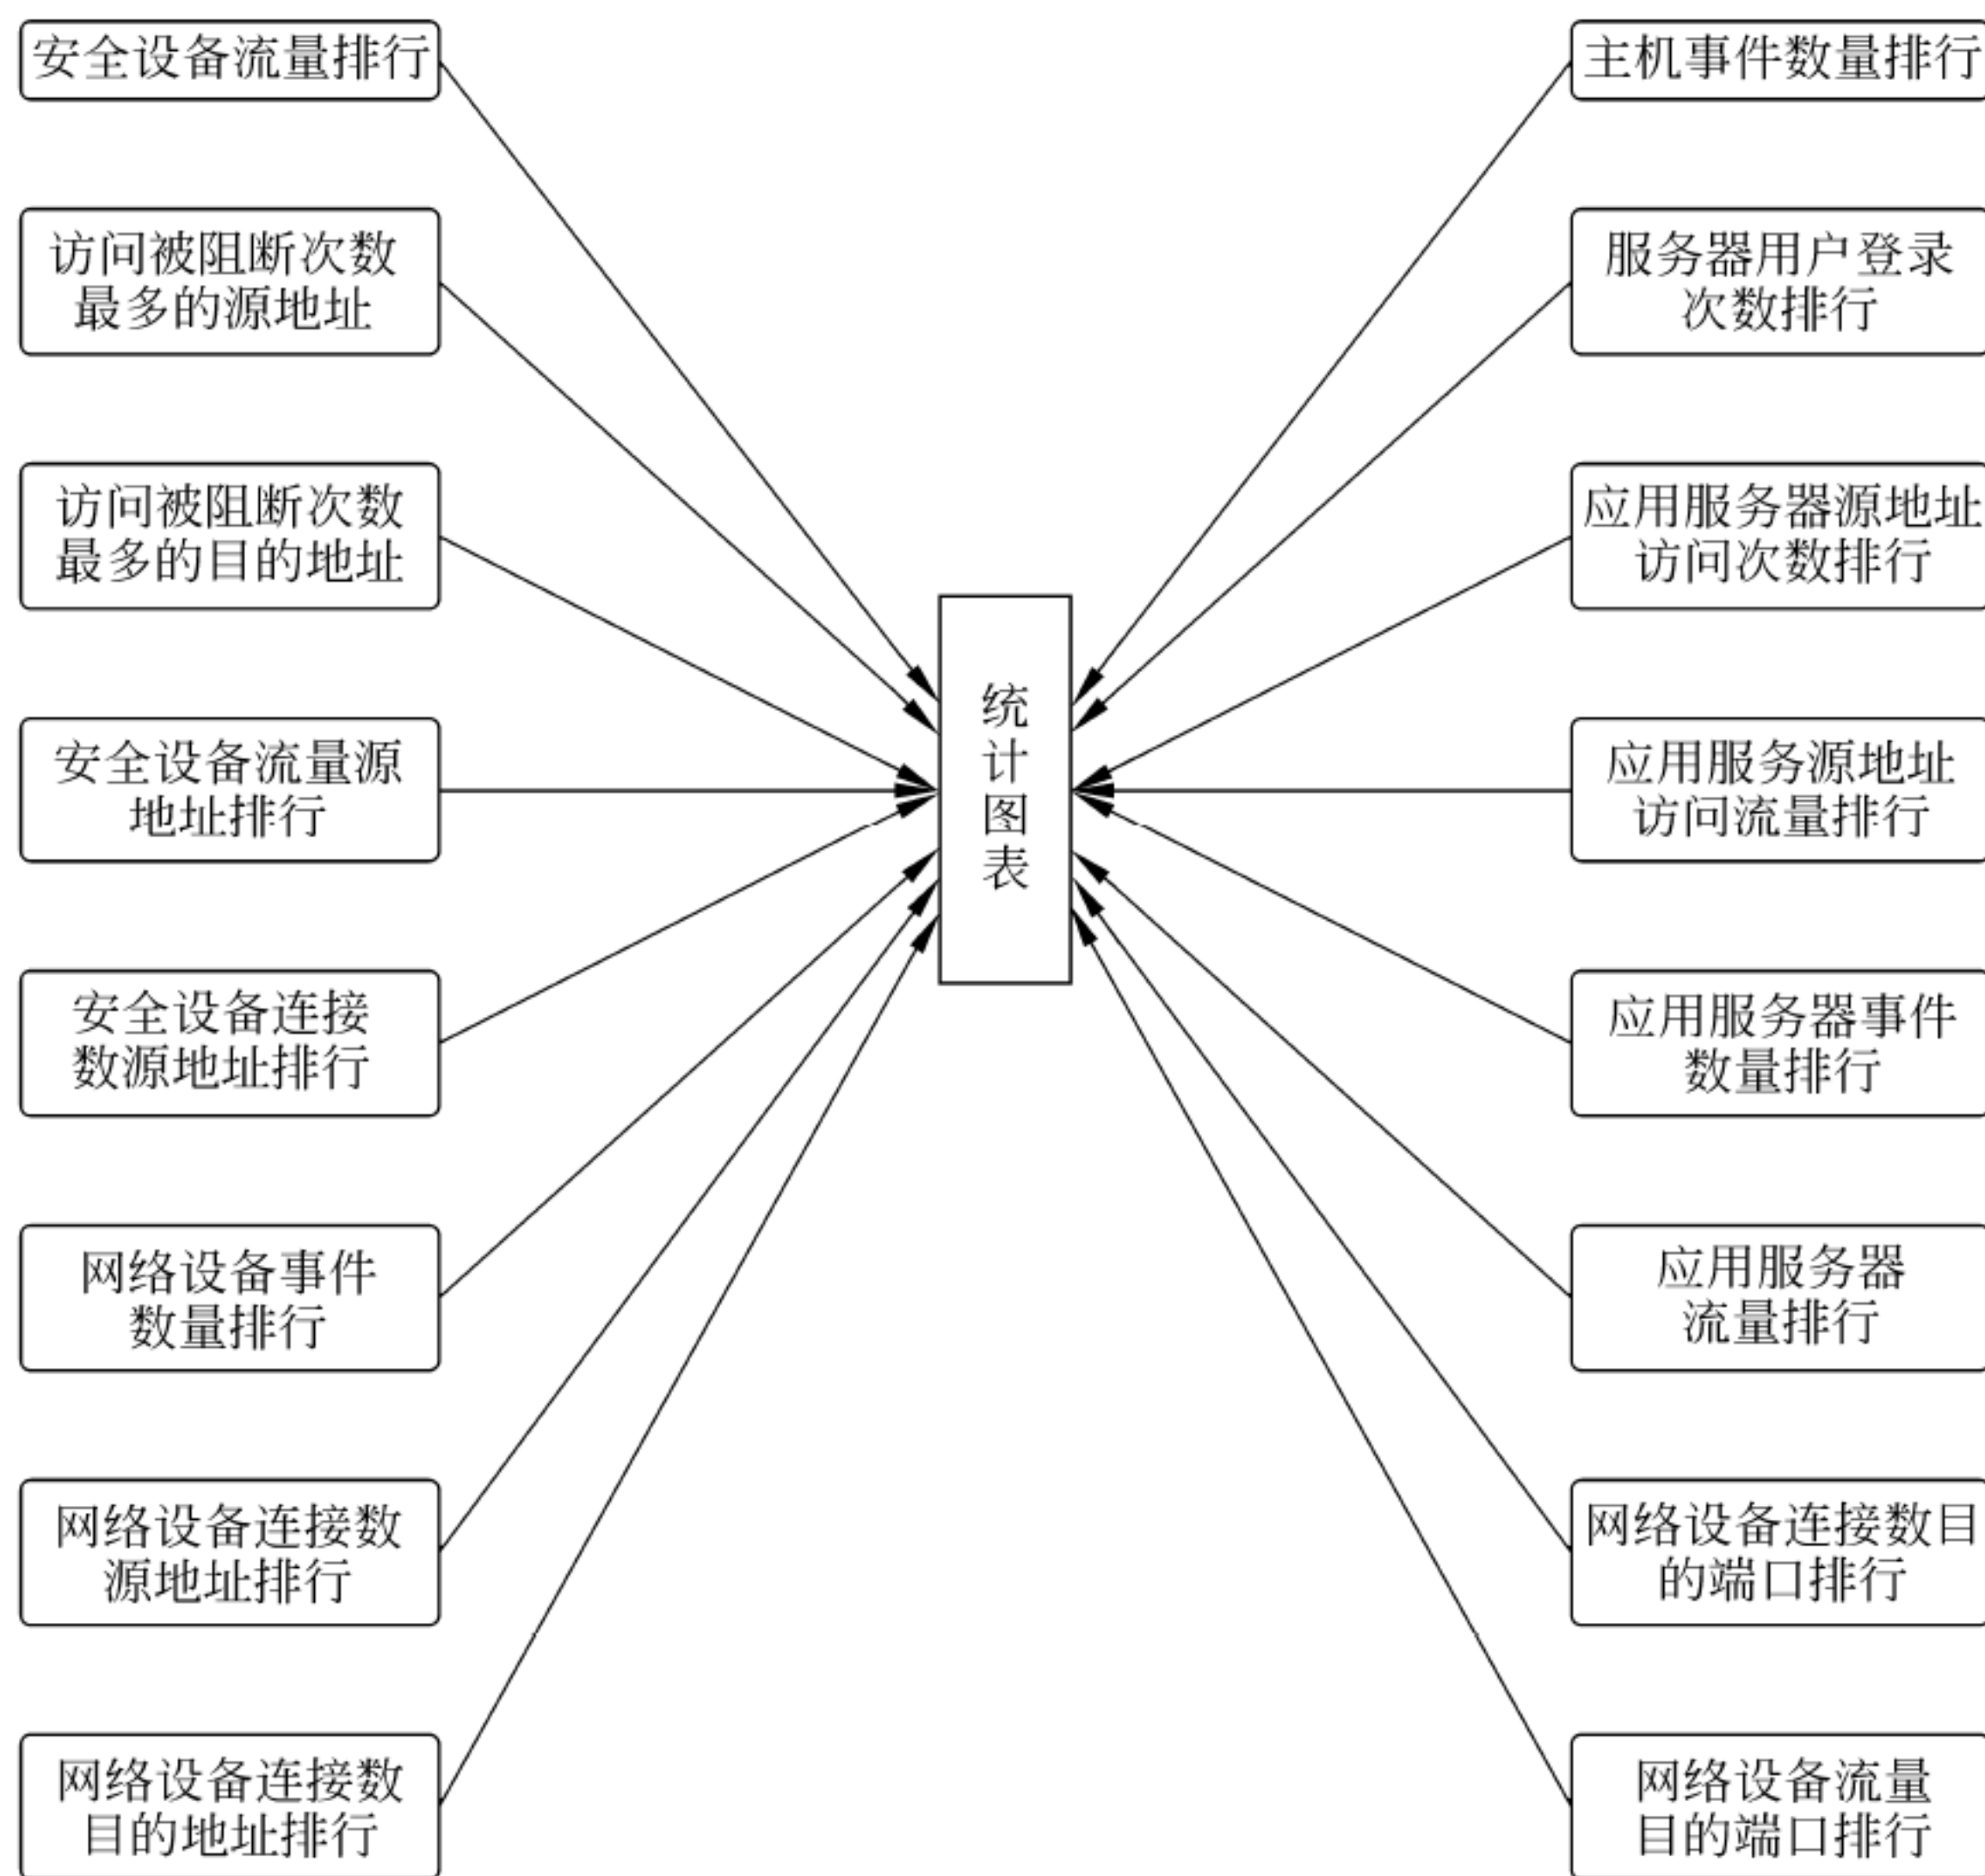 安全设备流量排行
访问被阻断次数
最多的源地址
访问被阻断次数
最多的目的地址
安全设备流量源
地址排行
安全设备连接
数源地址排行
网络设备事件
数量排行
网络设备连接数
源地址排行
网络设备连接数
目的地址排行
统
计
图
表
主机事件数量排行
服务器用户登录
次数排行
应用服务器源地址
访问次数排行
应用服务源地址
访问流量排行
应用服务器事件
数量排行
应用服务器
流量排行
网络设备连接数目
的端口排行
网络设备流量
目的端口排行